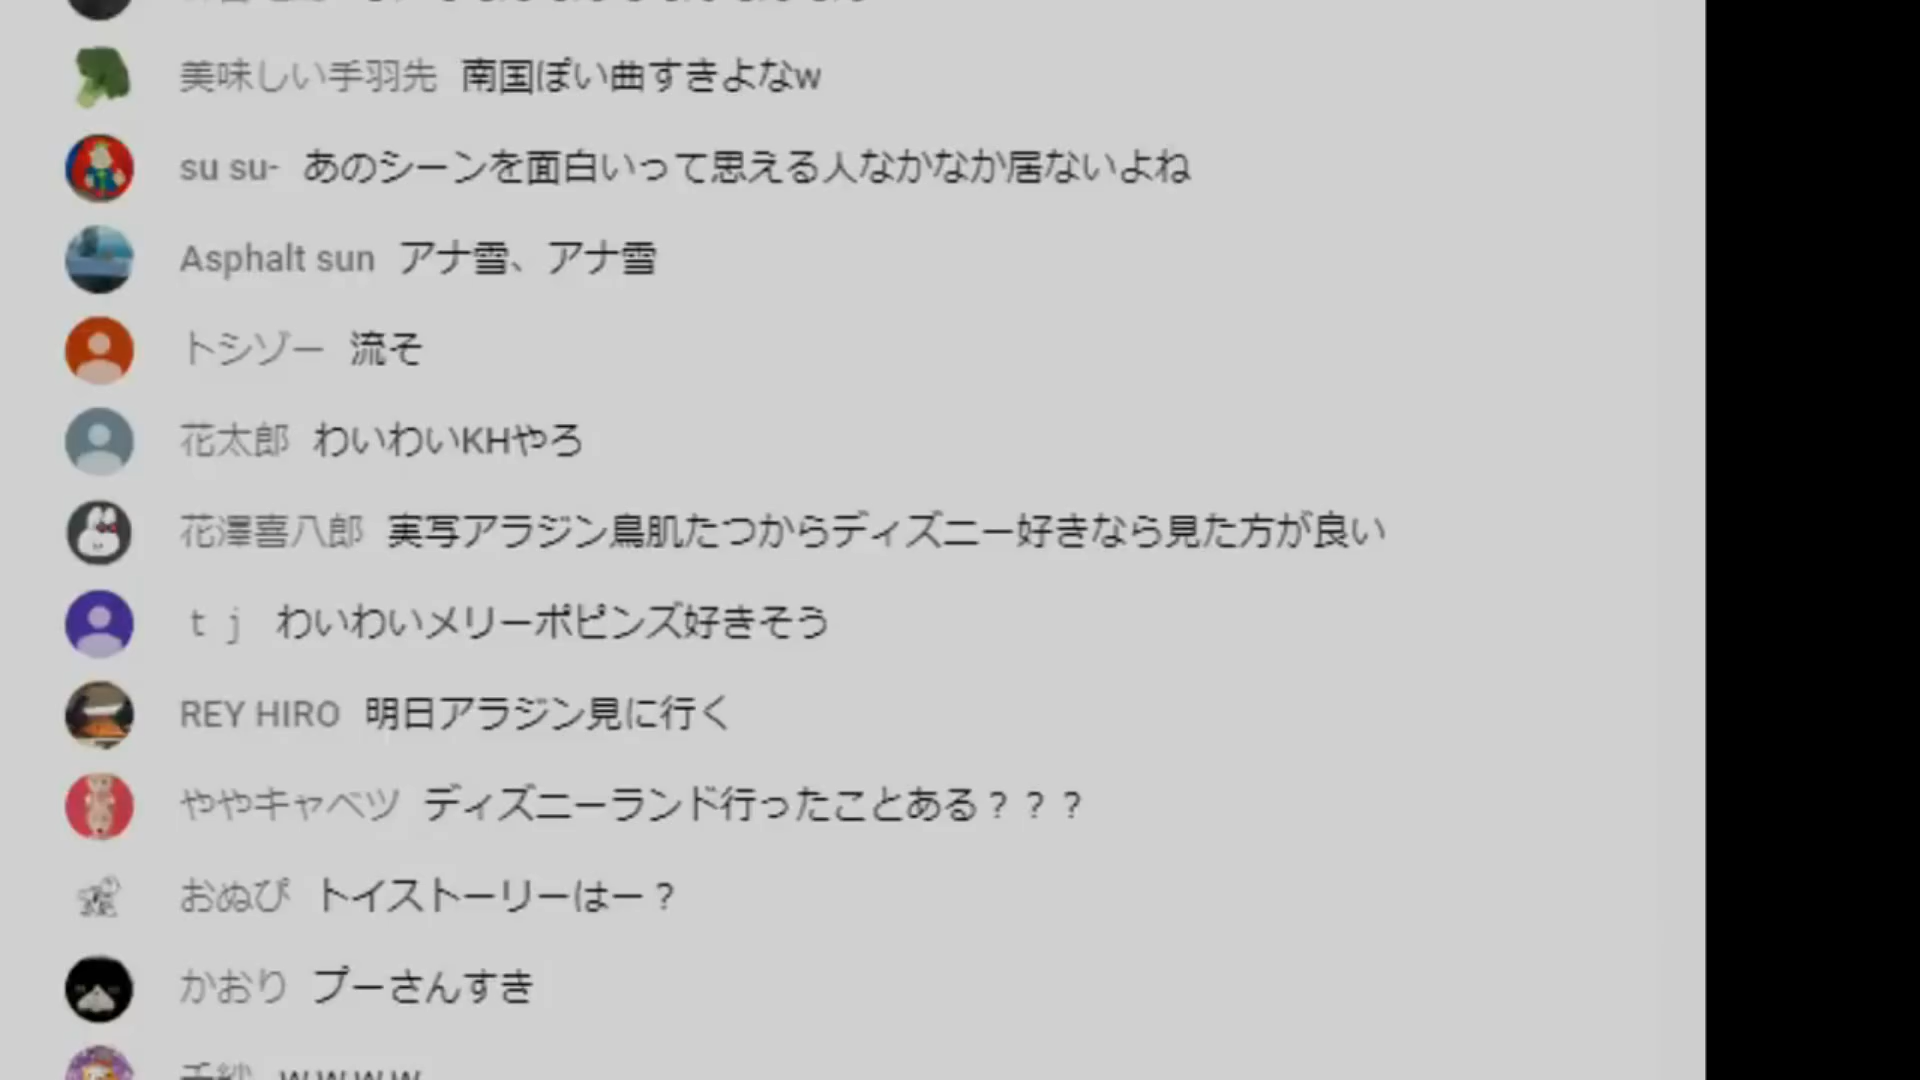 美味しい手羽先 南国ぽい曲すきよなw
su su- あのシーンを面白いって思える人なかなか居ないよね
Asphalt sun アナ雪、アナ雪
トシゾー 流そ
花太郎 わいわいKHやろ
花澤喜八郎 実写アラジン鳥肌たつからディズニー好きなら見た方が良い
ｔｊ わいわいメリーポピンズ好きそう
REY HIRO 明日アラジン見に行く
ややキャベツ ディズニーランド行ったことある？？？
おぬぴ トイストーリーはー？
かおり プーさんすき
wwww